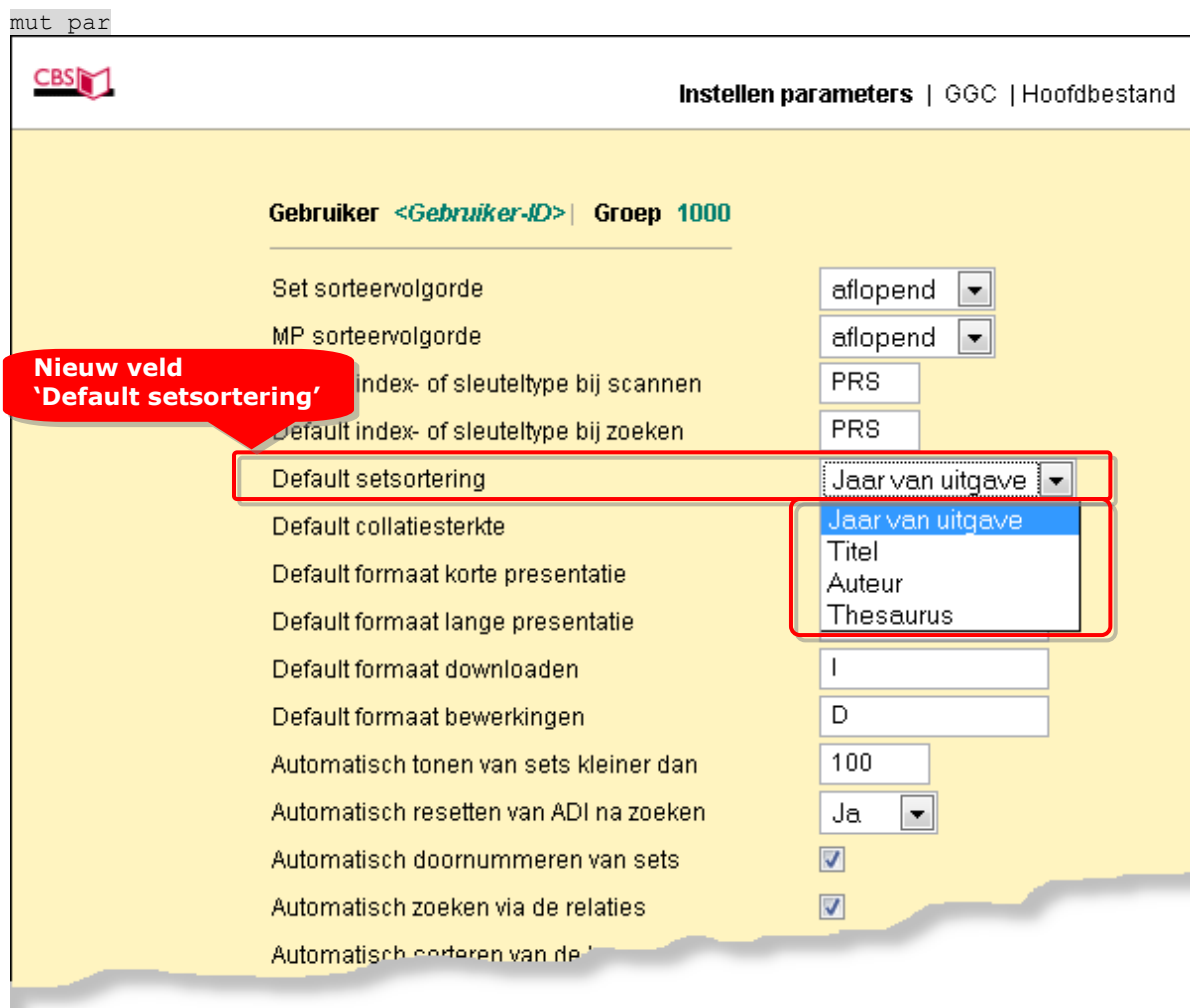 mut par
CBS
Instellen parameters | GGC | Hoofdbestand
Gebruiker <Gebruiker-ID> | Groep 1000
Set sorteervolgorde aflopend
MP sorteervolgorde aflopend
Nieuw veld
‘Default setsortering’
index- of sleuteltype bij scannen PRS
Default index- of sleuteltype bij zoeken PRS
Default setsortering Jaar van uitgave
Default collatiesterkte Jaar van uitgave
Titel
Default formaat korte presentatie Auteur
Default formaat lange presentatie Thesaurus
Default formaat downloaden I
Default formaat bewerkingen D
Automatisch tonen van sets kleiner dan 100
Automatisch resetten van ADI na zoeken Ja
Automatisch doornummeren van sets
Automatisch zoeken via de relaties
Automatisch sorteren van de